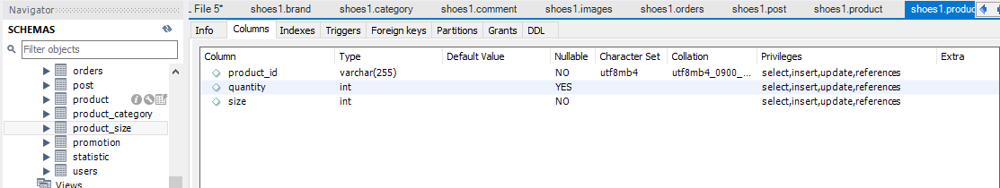 Navigator
SCHEMAS
Filter objects
orders
post
product
product_category
product_size
promotion
statistic
users
Views
.. File 5* shoes1.brand shoes1.category shoes1.comment shoes1.images shoes1.orders shoes1.post shoes1.product shoes1.produc
Info Columns Indexes Triggers Foreign keys Partitions Grants DDL
Column Type Default Value Nullable Character Set Collation Privileges Extra
product_id varchar(255) NO utf8mb4 utf8mb4_0900_... select,insert,update,references
quantity int YES select,insert,update,references
size int NO select,insert,update,references